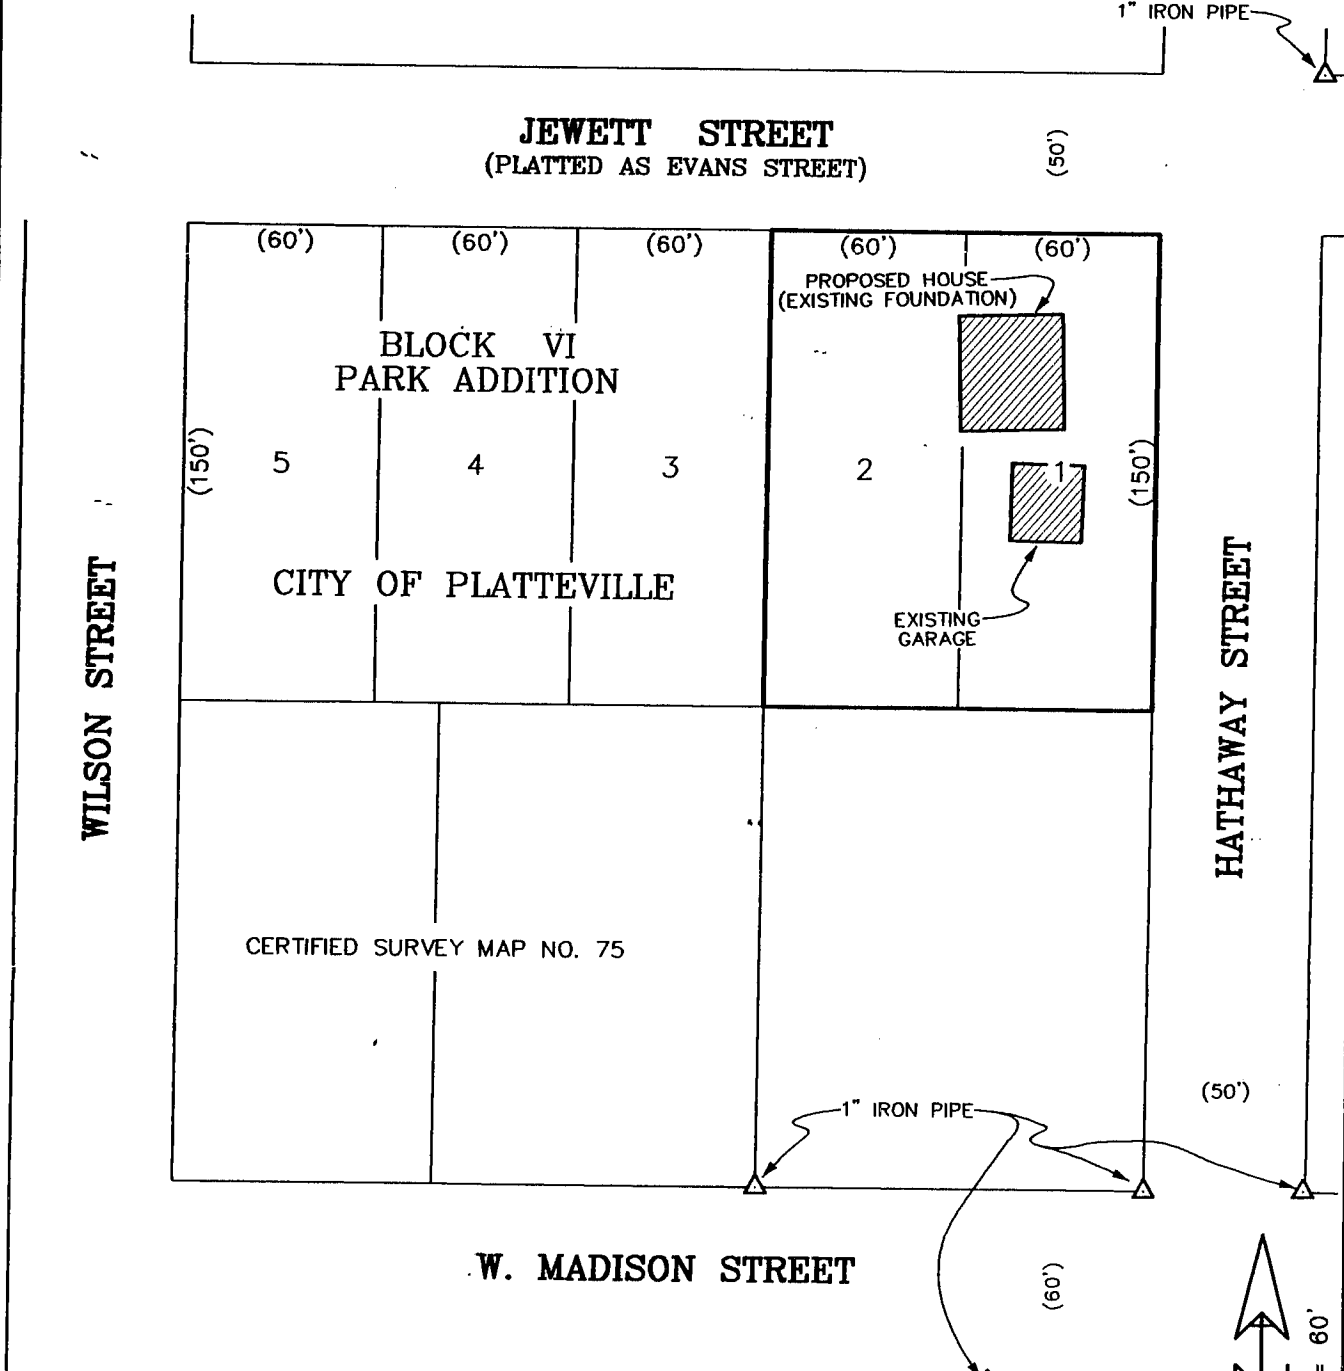 1" IRON PIPE
JEWETT STREET
(PLATTED AS EVANS STREET)
(50')
(60')
(60')
(60')
(60')
(60')
PROPOSED HOUSE
(EXISTING FOUNDATION)
BLOCK VI
PARK ADDITION
(150')
5
4
3
2
1
(150')
CITY OF PLATTEVILLE
EXISTING
GARAGE
WILSON STREET
HATHAWAY STREET
CERTIFIED SURVEY MAP NO. 75
(50')
1" IRON PIPE
W. MADISON STREET
(60')
= 60'